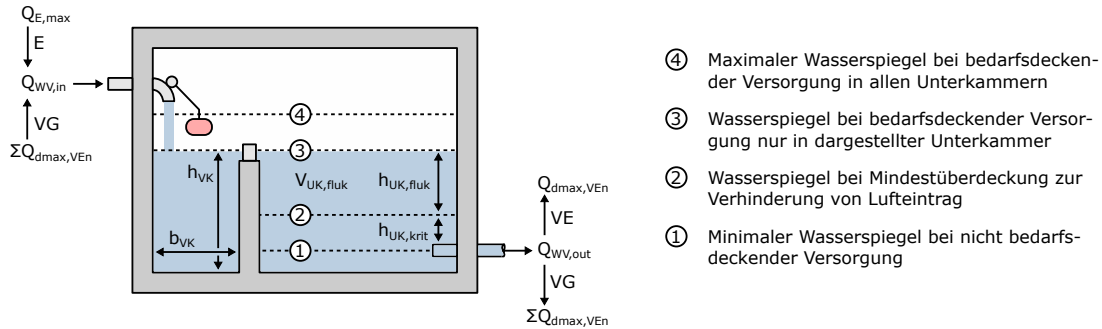 Q_E,max
E
Q_WV,in
VG
ΣQ_dmax,VEn
4
3
h_VK
V_UK,fluk
h_UK,fluk
2
h_UK,krit
b_VK
1
Q_dmax,VEn
VE
Q_WV,out
VG
ΣQ_dmax,VEn
④ Maximaler Wasserspiegel bei bedarfsdecken-
der Versorgung in allen Unterkammern
③ Wasserspiegel bei bedarfsdeckender Versor-
gung nur in dargestellter Unterkammer
② Wasserspiegel bei Mindestüberdeckung zur
Verhinderung von Lufteintrag
① Minimaler Wasserspiegel bei nicht bedarfs-
deckender Versorgung